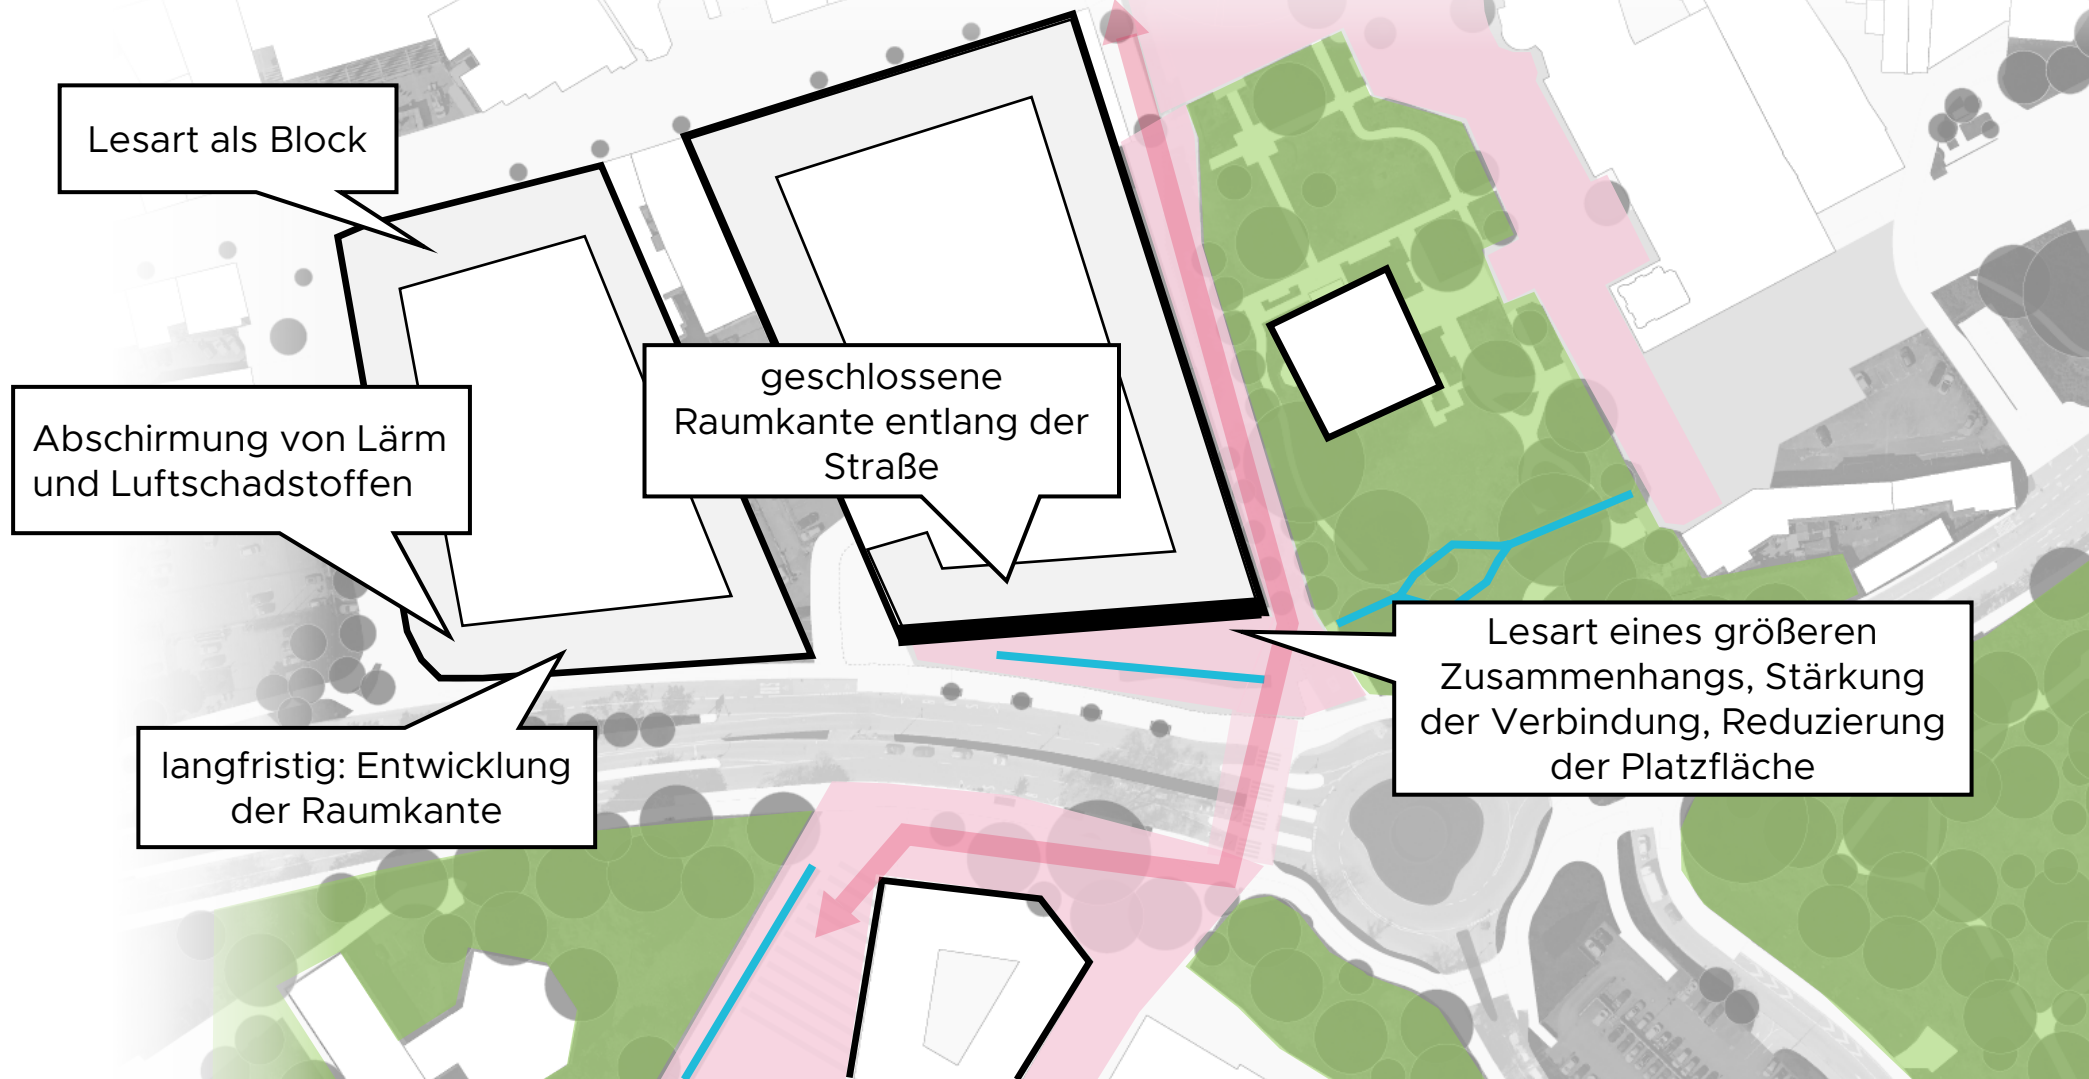 Lesart als Block
geschlossene
Raumkante entlang der
Straße
Abschirmung von Lärm
und Luftschadstoffen
Lesart eines größeren
Zusammenhangs, Stärkung
der Verbindung, Reduzierung
der Platzfläche
langfristig: Entwicklung
der Raumkante